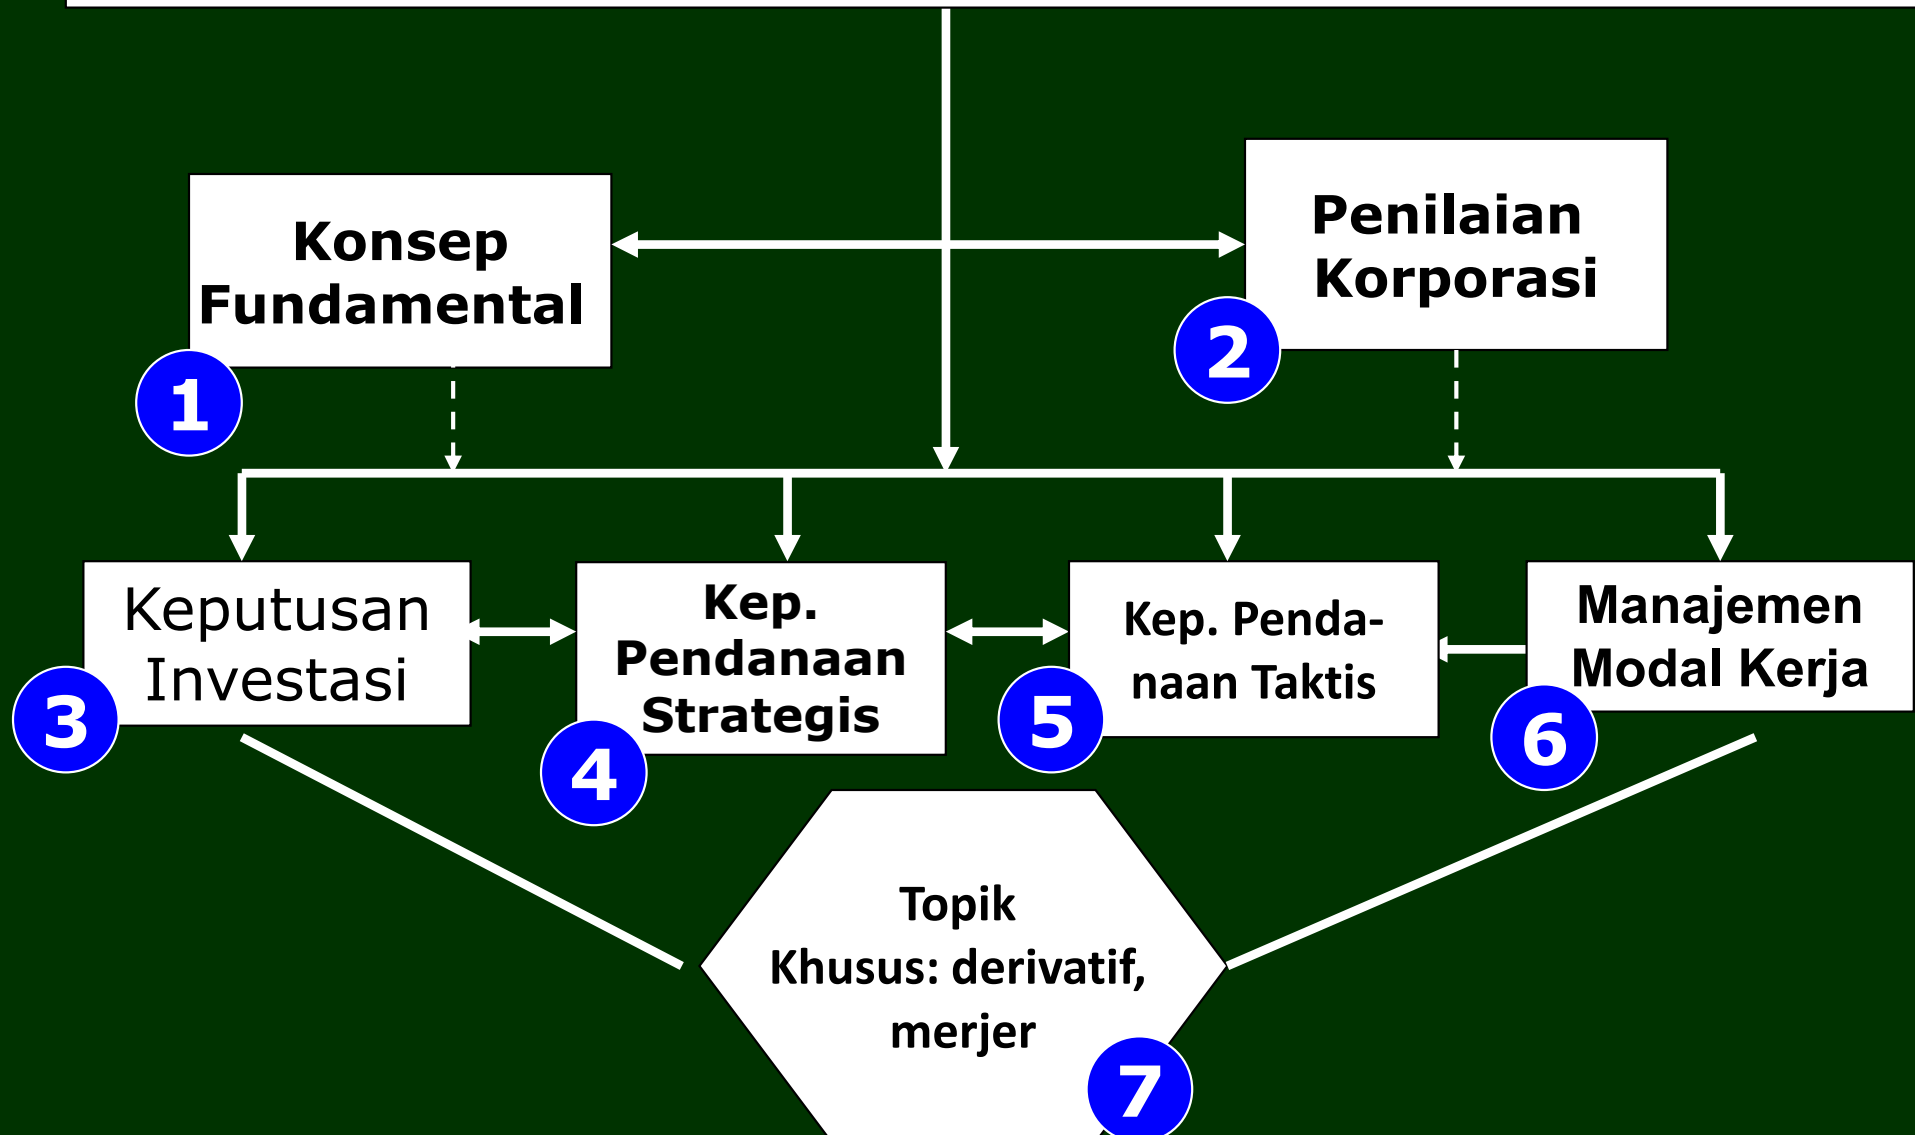 Konsep
Fundamental
1
Penilaian
Korporasi
2
Keputusan
Investasi
3
Kep.
Pendanaan
Strategis
4
Kep. Penda-
naan Taktis
5
Manajemen
Modal Kerja
6
Topik
Khusus: derivatif,
merjer
7